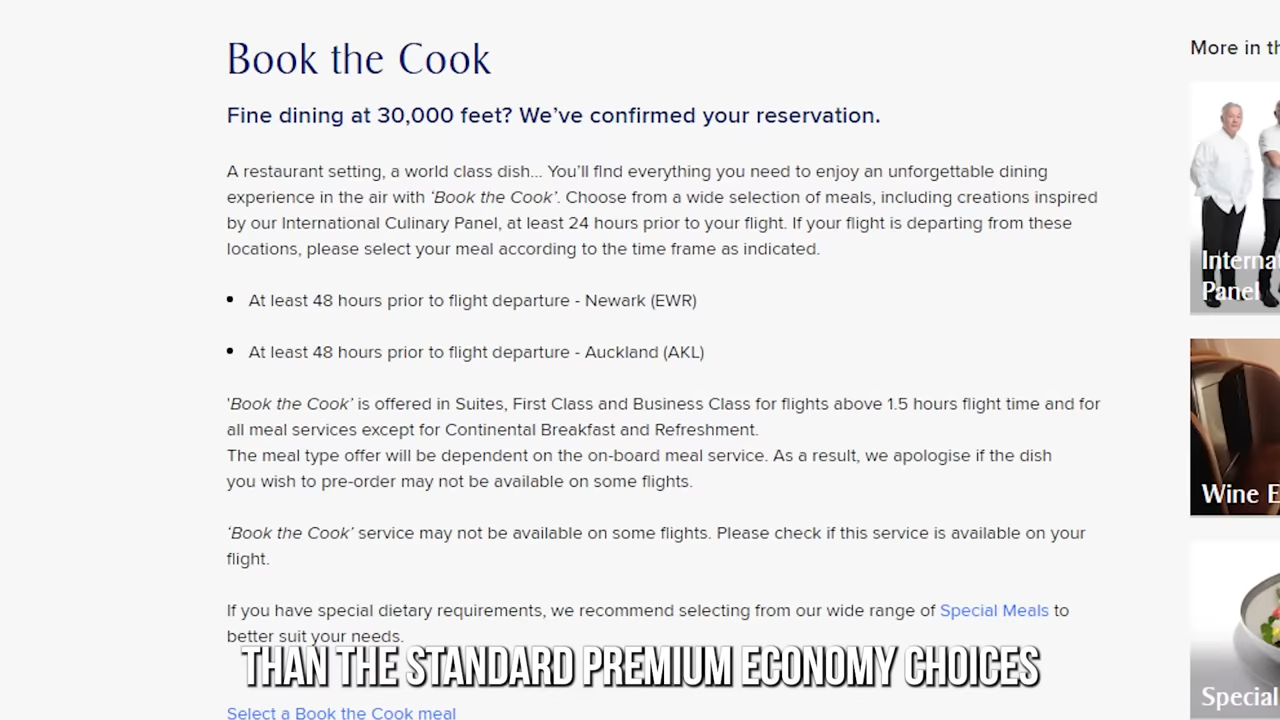 Book the Cook
Fine dining at 30,000 feet? We’ve confirmed your reservation.
A restaurant setting, a world class dish... You’ll find everything you need to enjoy an unforgettable dining
experience in the air with ‘Book the Cook’. Choose from a wide selection of meals, including creations inspired
by our International Culinary Panel, at least 24 hours prior to your flight. If your flight is departing from these
locations, please select your meal according to the time frame as indicated.
• At least 48 hours prior to flight departure - Newark (EWR)
• At least 48 hours prior to flight departure - Auckland (AKL)
‘Book the Cook’ is offered in Suites, First Class and Business Class for flights above 1.5 hours flight time and for
all meal services except for Continental Breakfast and Refreshment.
The meal type offer will be dependent on the on-board meal service. As a result, we apologise if the dish
you wish to pre-order may not be available on some flights.
‘Book the Cook’ service may not be available on some flights. Please check if this service is available on your
flight.
If you have special dietary requirements, we recommend selecting from our wide range of Special Meals to
better suit your needs.
THAN THE STANDARD PREMIUM ECONOMY CHOICES
Select a Book the Cook meal
More in th
Interna
Panel
Wine E
Special